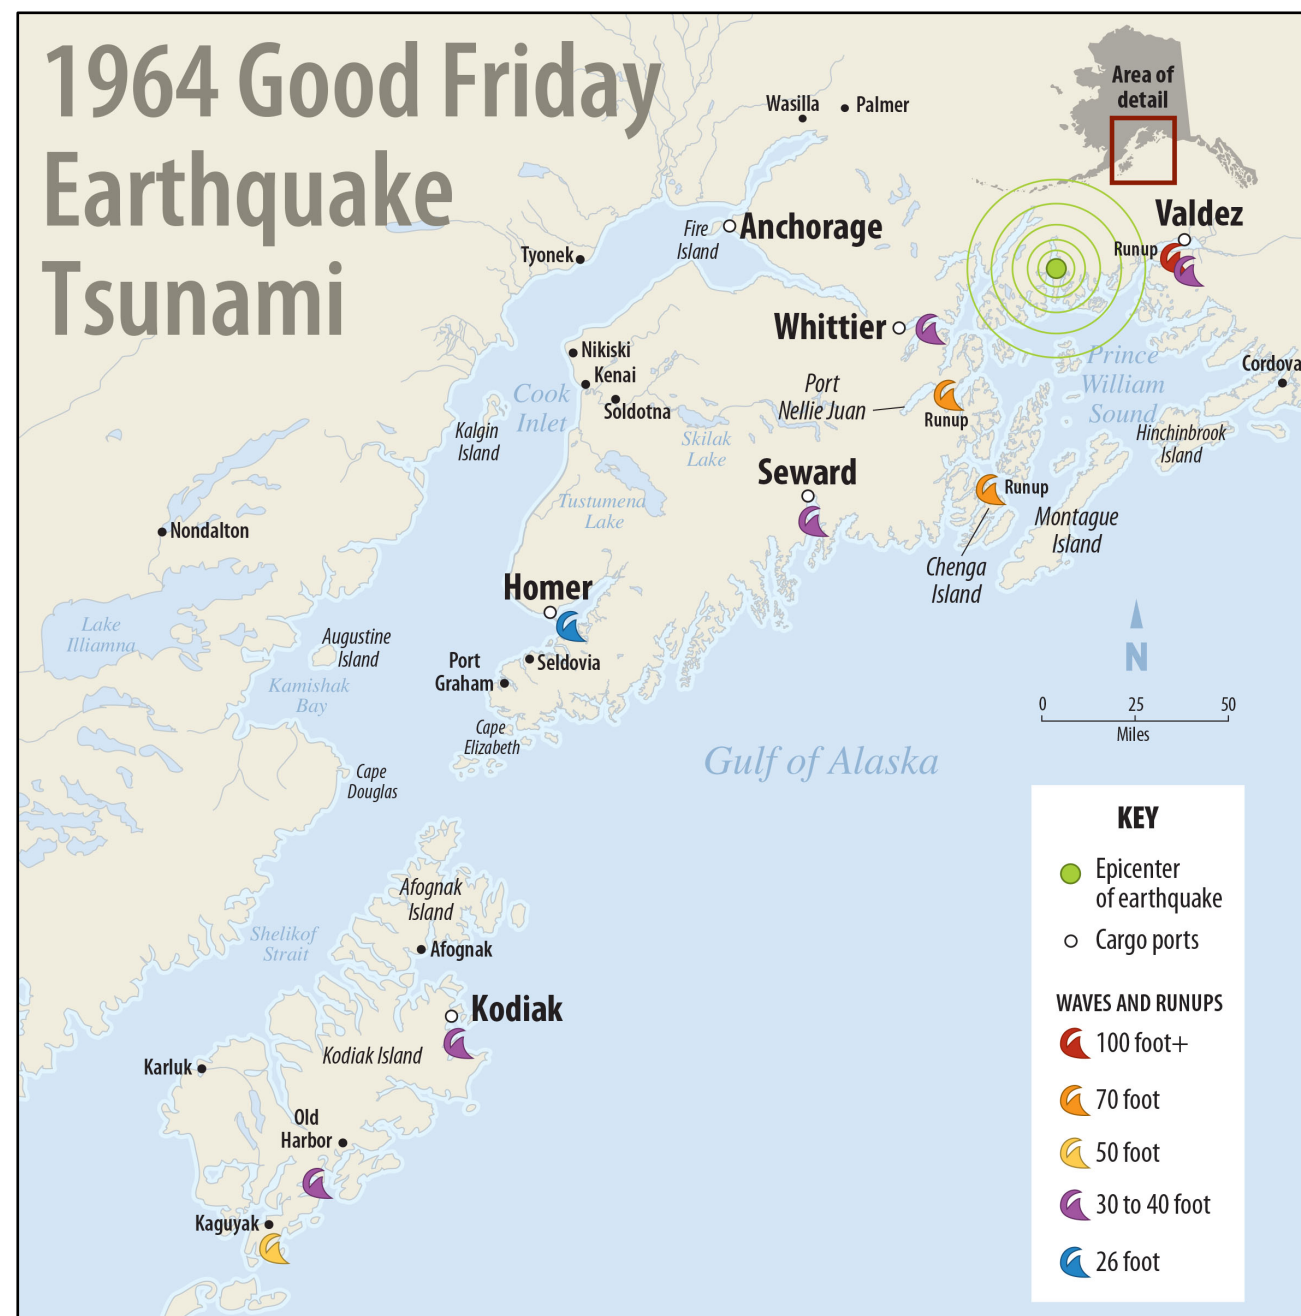 1964 Good Friday
Earthquake
Tsunami
Area of
detail
Wasilla
Palmer
Valdez
Runup
Fire
Island
Anchorage
Tyonek
Whittier
Prince
William
Sound
Cordova
Nikiski
Kenai
Soldotna
Cook
Inlet
Port
Nellie Juan
Runup
Kalgin
Island
Skilak
Lake
Hinchinbrook
Island
Seward
Runup
Tustumena
Lake
Montague
Island
Nondalton
Chenga
Island
Homer
Lake
Illiamna
Augustine
Island
Port
Graham
Seldovia
N
Kamishak
Bay
Cape
Elizabeth
0 25 50
Miles
Gulf of Alaska
Cape
Douglas
KEY
Epicenter
of earthquake
Cargo ports
WAVES AND RUNUPS
100 foot+
70 foot
50 foot
30 to 40 foot
26 foot
Afognak
Island
Shelikof
Strait
Afognak
Kodiak
Kodiak Island
Karluk
Old
Harbor
Kaguyak